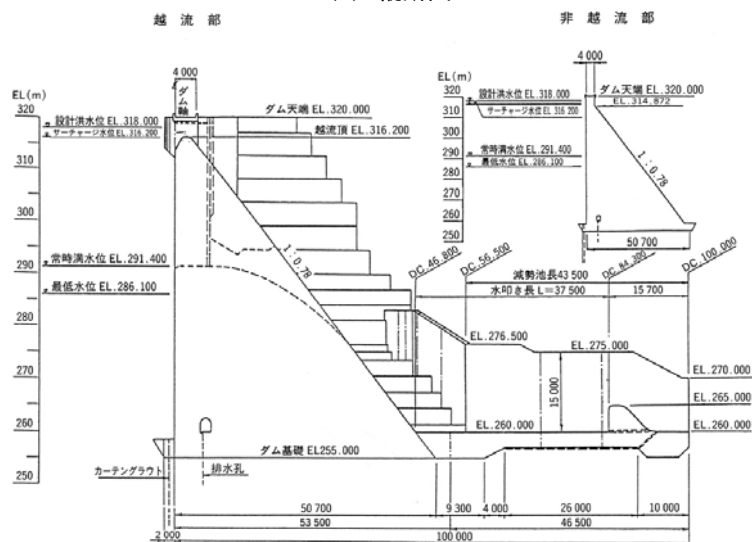 越流部
4 000
ダム軸
EL(m)
320
310
300
290
280
270
260
250
設計洪水位 EL.318.000
サーチャージ水位 EL.316.200
ダム天端 EL.320.000
越流頂 EL.316.200
常時満水位 EL.291.400
最低水位 EL.286.100
1:0.78
DC.46.800
DC.56.500
DC.84.300
DC.100.000
減勢池長43 500
水叩き長 L=37 500
15 700
EL.276.500
EL.275.000
EL.270.000
EL.265.000
15 000
EL.260.000
EL.260.000
ダム基礎 EL255.000
カーテングラウト
排水孔
50 700
9 300
4 000
26 000
10 000
53 500
46 500
2 000
100 000
非越流部
4 000
EL(m)
320
310
300
290
280
270
260
250
設計洪水位 EL.318.000
サーチャージ水位 EL 316 200
ダム天端 EL.320.000
EL.314.872
常時満水位 EL.291.400
最低水位 EL.286.100
1:0.78
50 700